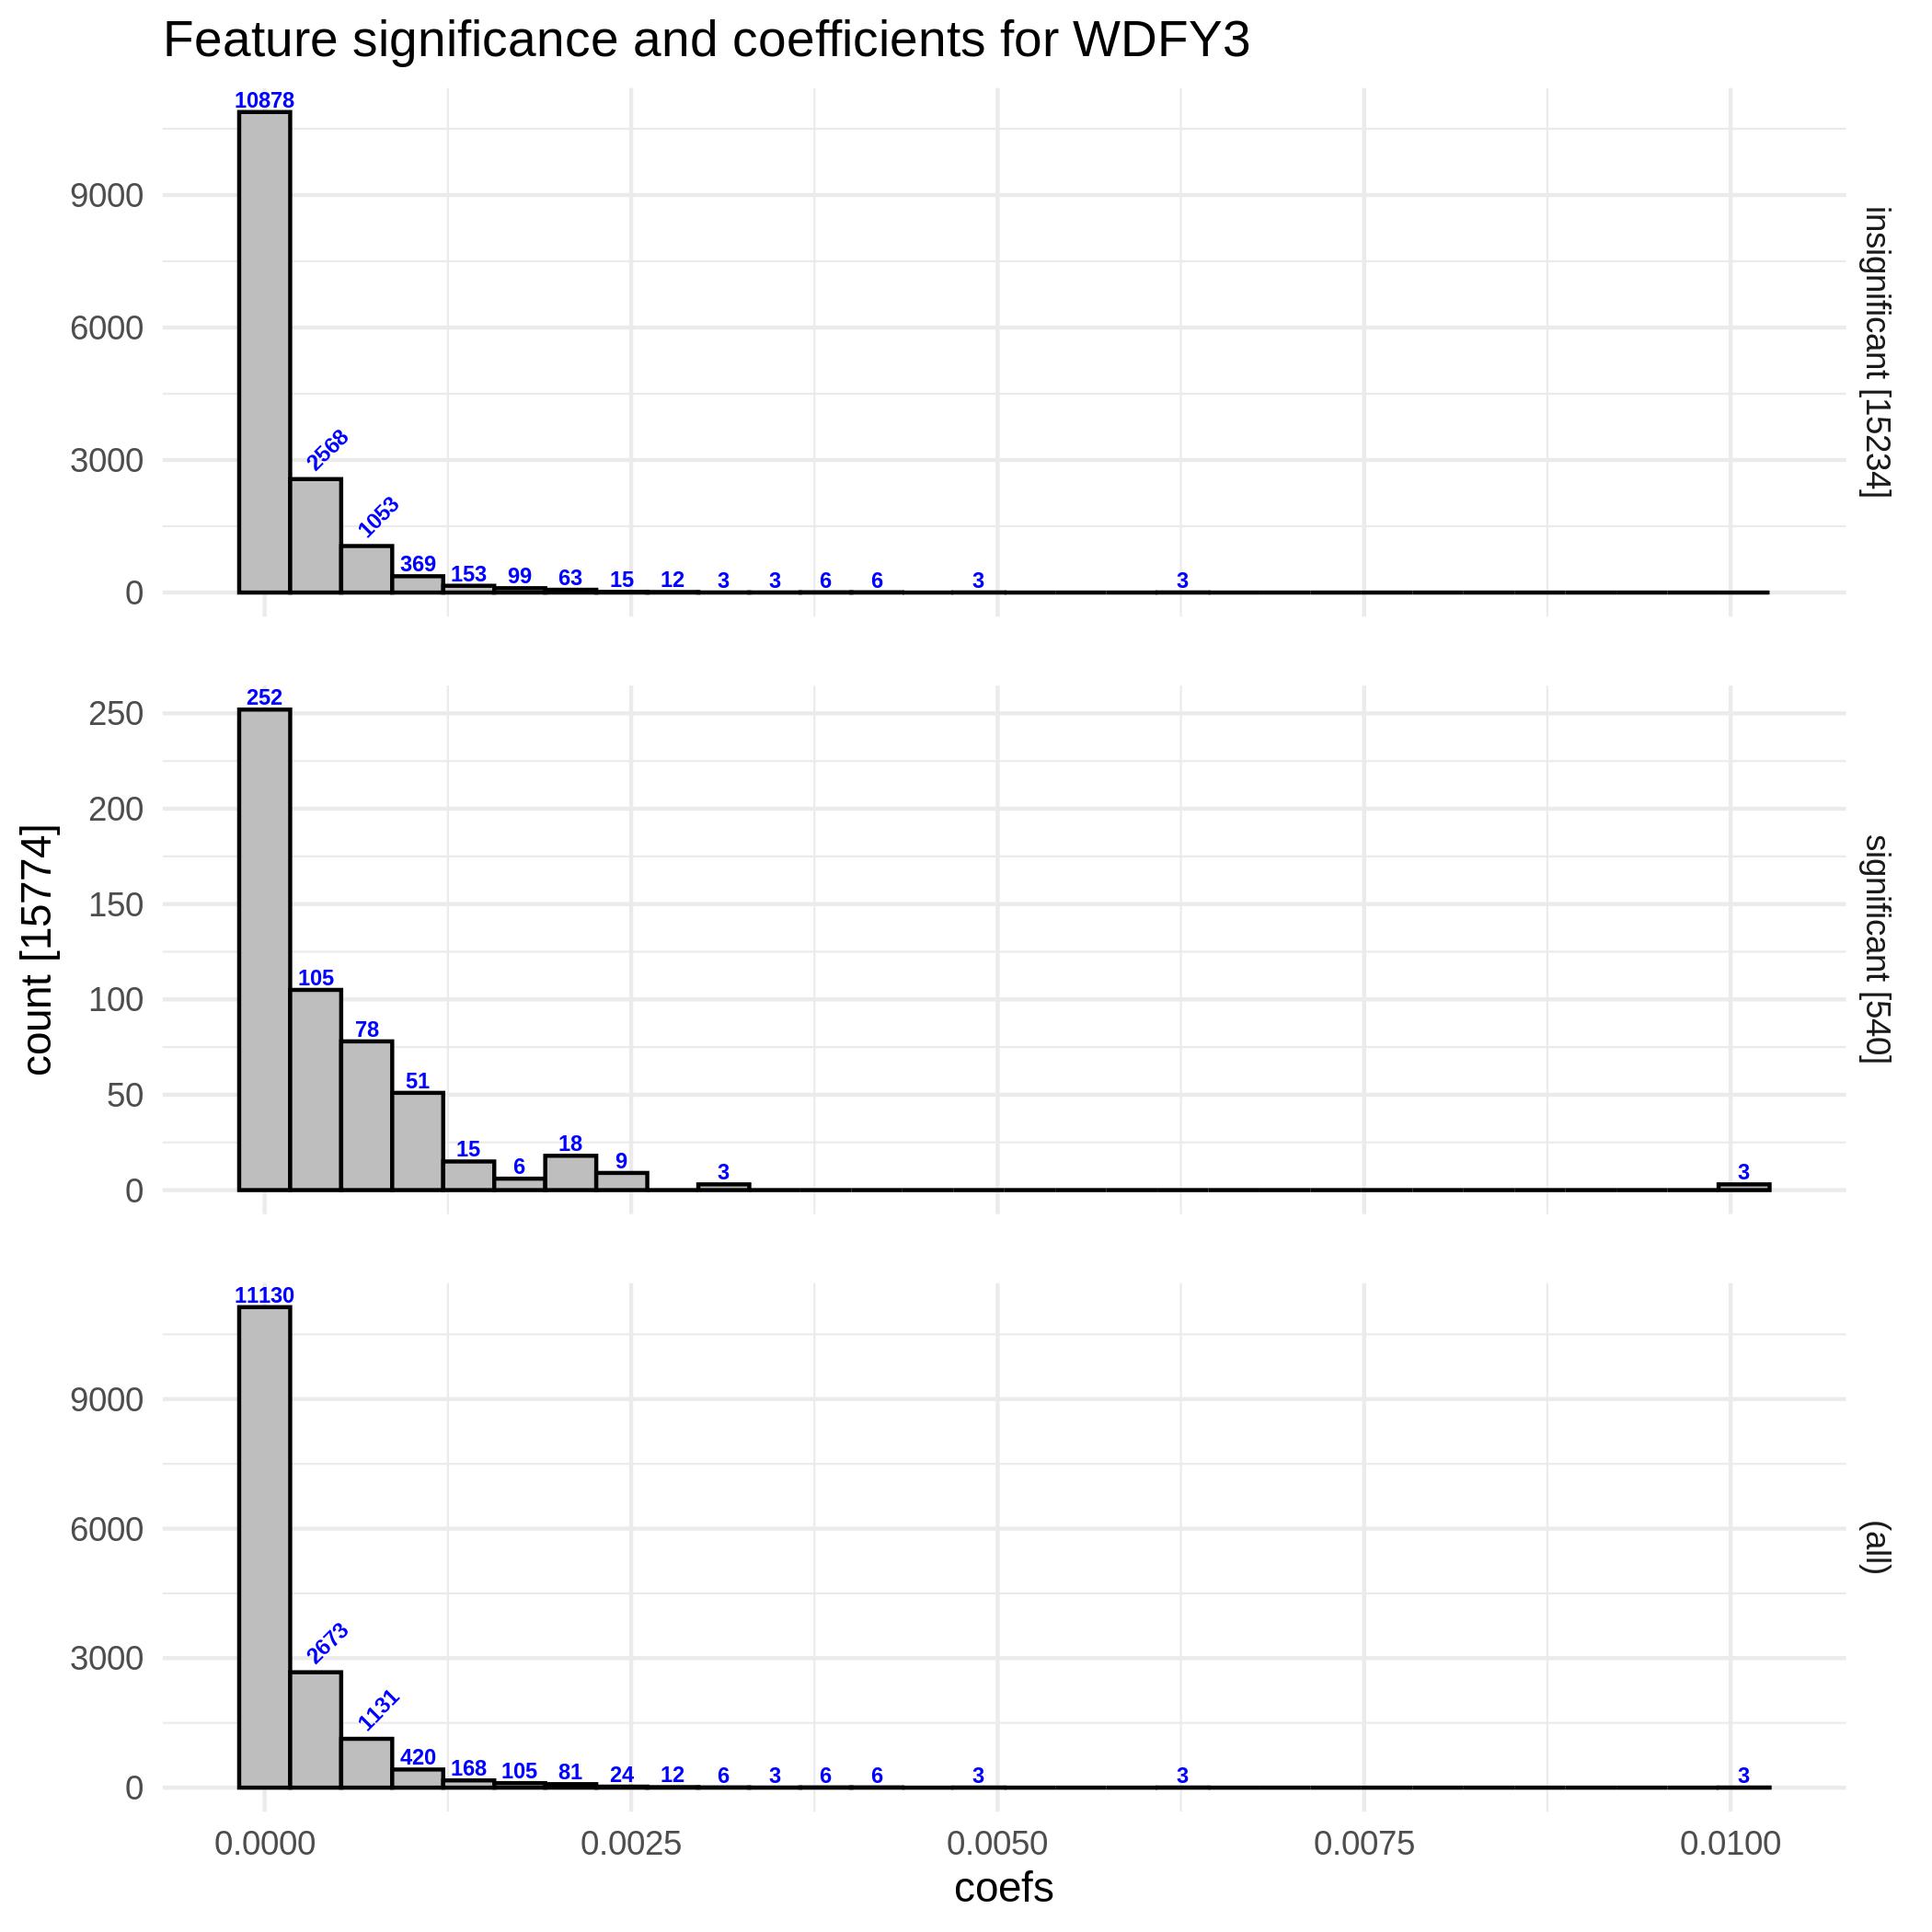 Feature significance and coefficients for WDFY3
10878
9000
6000
3000
0
2568
1053
369 153 99 63 15 12 3 3 6 6 3 3
insignificant [15234]
252
250
200
150
100
50
0
105
78
51
15 6 18 9 3 3
significant [540]
count [15774]
11130
9000
6000
3000
0
2673
1131
420 168 105 81 24 12 6 3 6 6 3 3 3
(all)
0.0000 0.0025 0.0050 0.0075 0.0100
coefs